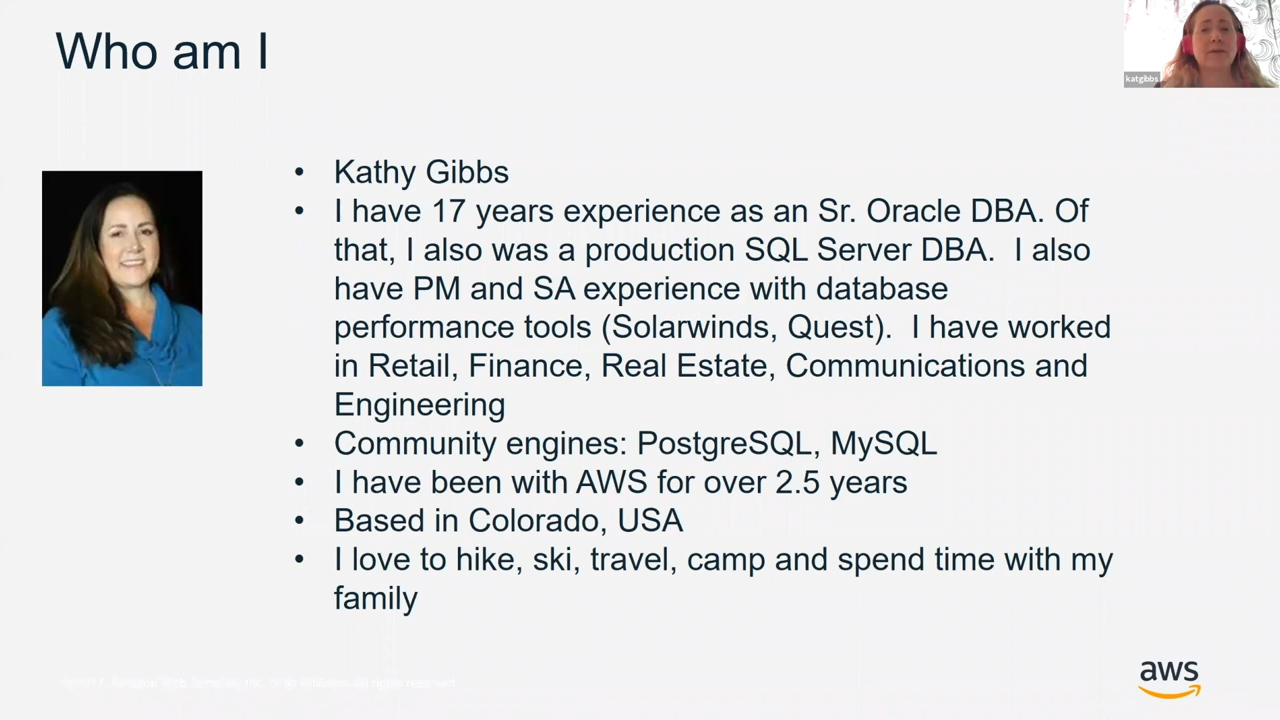 Who am I
katgibbs
• Kathy Gibbs
• I have 17 years experience as an Sr. Oracle DBA. Of
that, I also was a production SQL Server DBA.  I also
have PM and SA experience with database
performance tools (Solarwinds, Quest).  I have worked
in Retail, Finance, Real Estate, Communications and
Engineering
• Community engines: PostgreSQL, MySQL
• I have been with AWS for over 2.5 years
• Based in Colorado, USA
• I love to hike, ski, travel, camp and spend time with my
family
aws